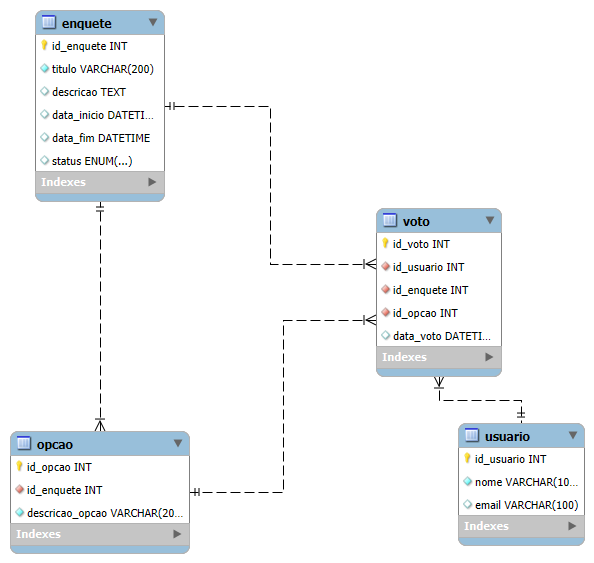 enquete
id_enquete INT
titulo VARCHAR(200)
descricao TEXT
data_inicio DATETI...
data_fim DATETIME
status ENUM(...)
Indexes
voto
id_voto INT
id_usuario INT
id_enquete INT
id_opcao INT
data_voto DATETI...
Indexes
opcao
id_opcao INT
id_enquete INT
descricao_opcao VARCHAR(20...
Indexes
usuario
id_usuario INT
nome VARCHAR(10...
email VARCHAR(100)
Indexes